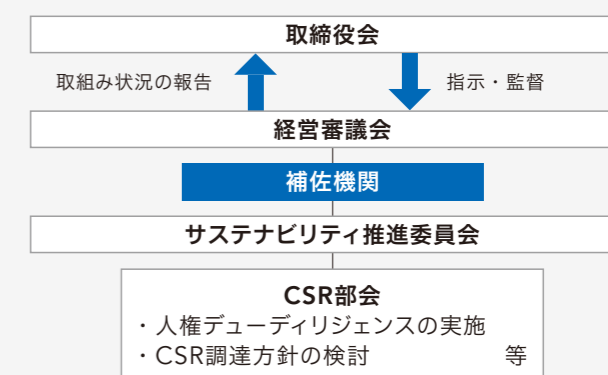 取締役会
取組み状況の報告
指示・監督
経営審議会
補佐機関
サステナビリティ推進委員会
CSR部会
・人権デューディリジェンスの実施
・CSR調達方針の検討 等